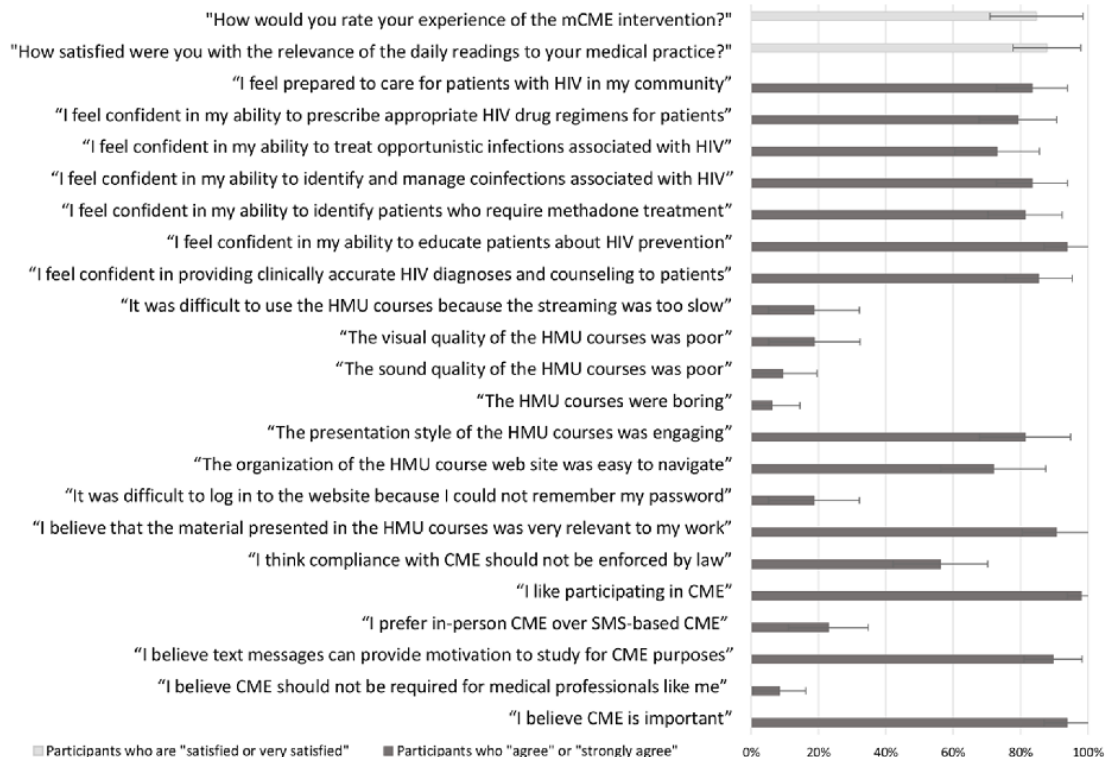 "How would you rate your experience of the mCME intervention?"
"How satisfied were you with the relevance of the daily readings to your medical practice?"
“I feel prepared to care for patients with HIV in my community”
“I feel confident in my ability to prescribe appropriate HIV drug regimens for patients”
“I feel confident in my ability to treat opportunistic infections associated with HIV”
“I feel confident in my ability to identify and manage coinfections associated with HIV”
“I feel confident in my ability to identify patients who require methadone treatment”
“I feel confident in my ability to educate patients about HIV prevention”
“I feel confident in providing clinically accurate HIV diagnoses and counseling to patients”
“It was difficult to use the HMU courses because the streaming was too slow”
“The visual quality of the HMU courses was poor”
“The sound quality of the HMU courses was poor”
“The HMU courses were boring”
“The presentation style of the HMU courses was engaging”
“The organization of the HMU course web site was easy to navigate”
“It was difficult to log in to the website because I could not remember my password”
“I believe that the material presented in the HMU courses was very relevant to my work”
“I think compliance with CME should not be enforced by law”
“I like participating in CME”
“I prefer in-person CME over SMS-based CME”
“I believe text messages can provide motivation to study for CME purposes”
“I believe CME should not be required for medical professionals like me”
“I believe CME is important”
Participants who are "satisfied or very satisfied" Participants who "agree" or "strongly agree" 0% 20% 40% 60% 80% 100%